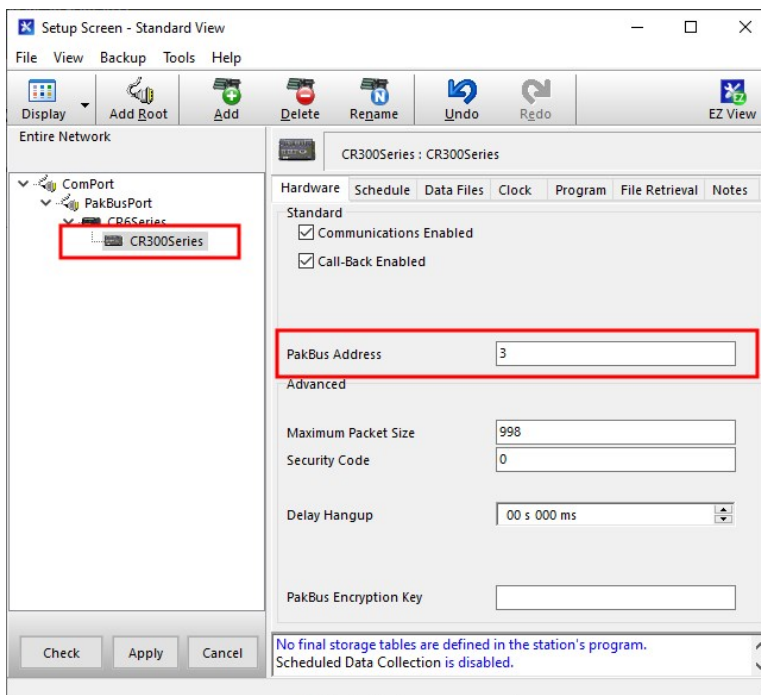 Setup Screen - Standard View
File View Backup Tools Help
Display Add Root Add Delete Rename Undo Redo EZ View
Entire Network
ComPort
PakBusPort
CR6Series
CR300Series
CR300Series : CR300Series
Hardware Schedule Data Files Clock Program File Retrieval Notes
Standard
Communications Enabled
Call-Back Enabled
PakBus Address 3
Advanced
Maximum Packet Size 998
Security Code 0
Delay Hangup 00 s 000 ms
PakBus Encryption Key
Check Apply Cancel
No final storage tables are defined in the station's program.
Scheduled Data Collection is disabled.